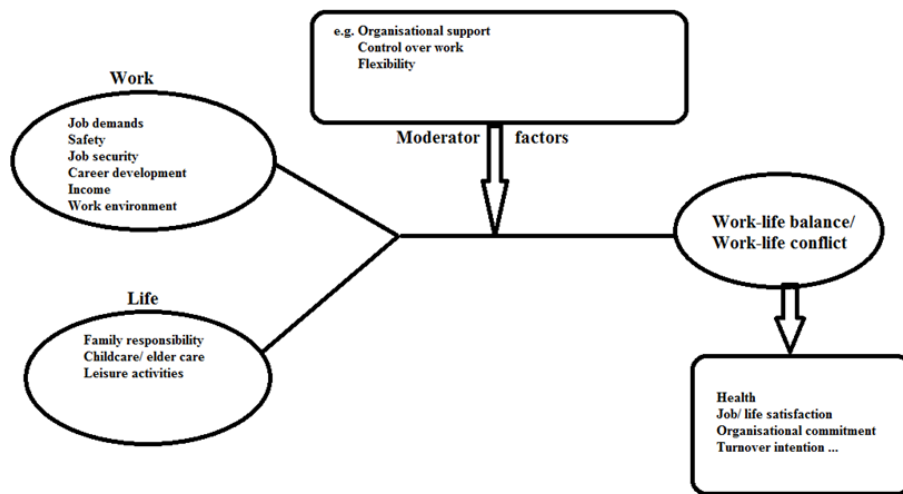 e.g. Organisational support
Control over work
Flexibility
Work
Job demands
Safety
Job security
Career development
Income
Work environment
Moderator factors
Work-life balance/
Work-life conflict
Life
Family responsibility
Childcare/ elder care
Leisure activities
Health
Job/ life satisfaction
Organisational commitment
Turnover intention ...